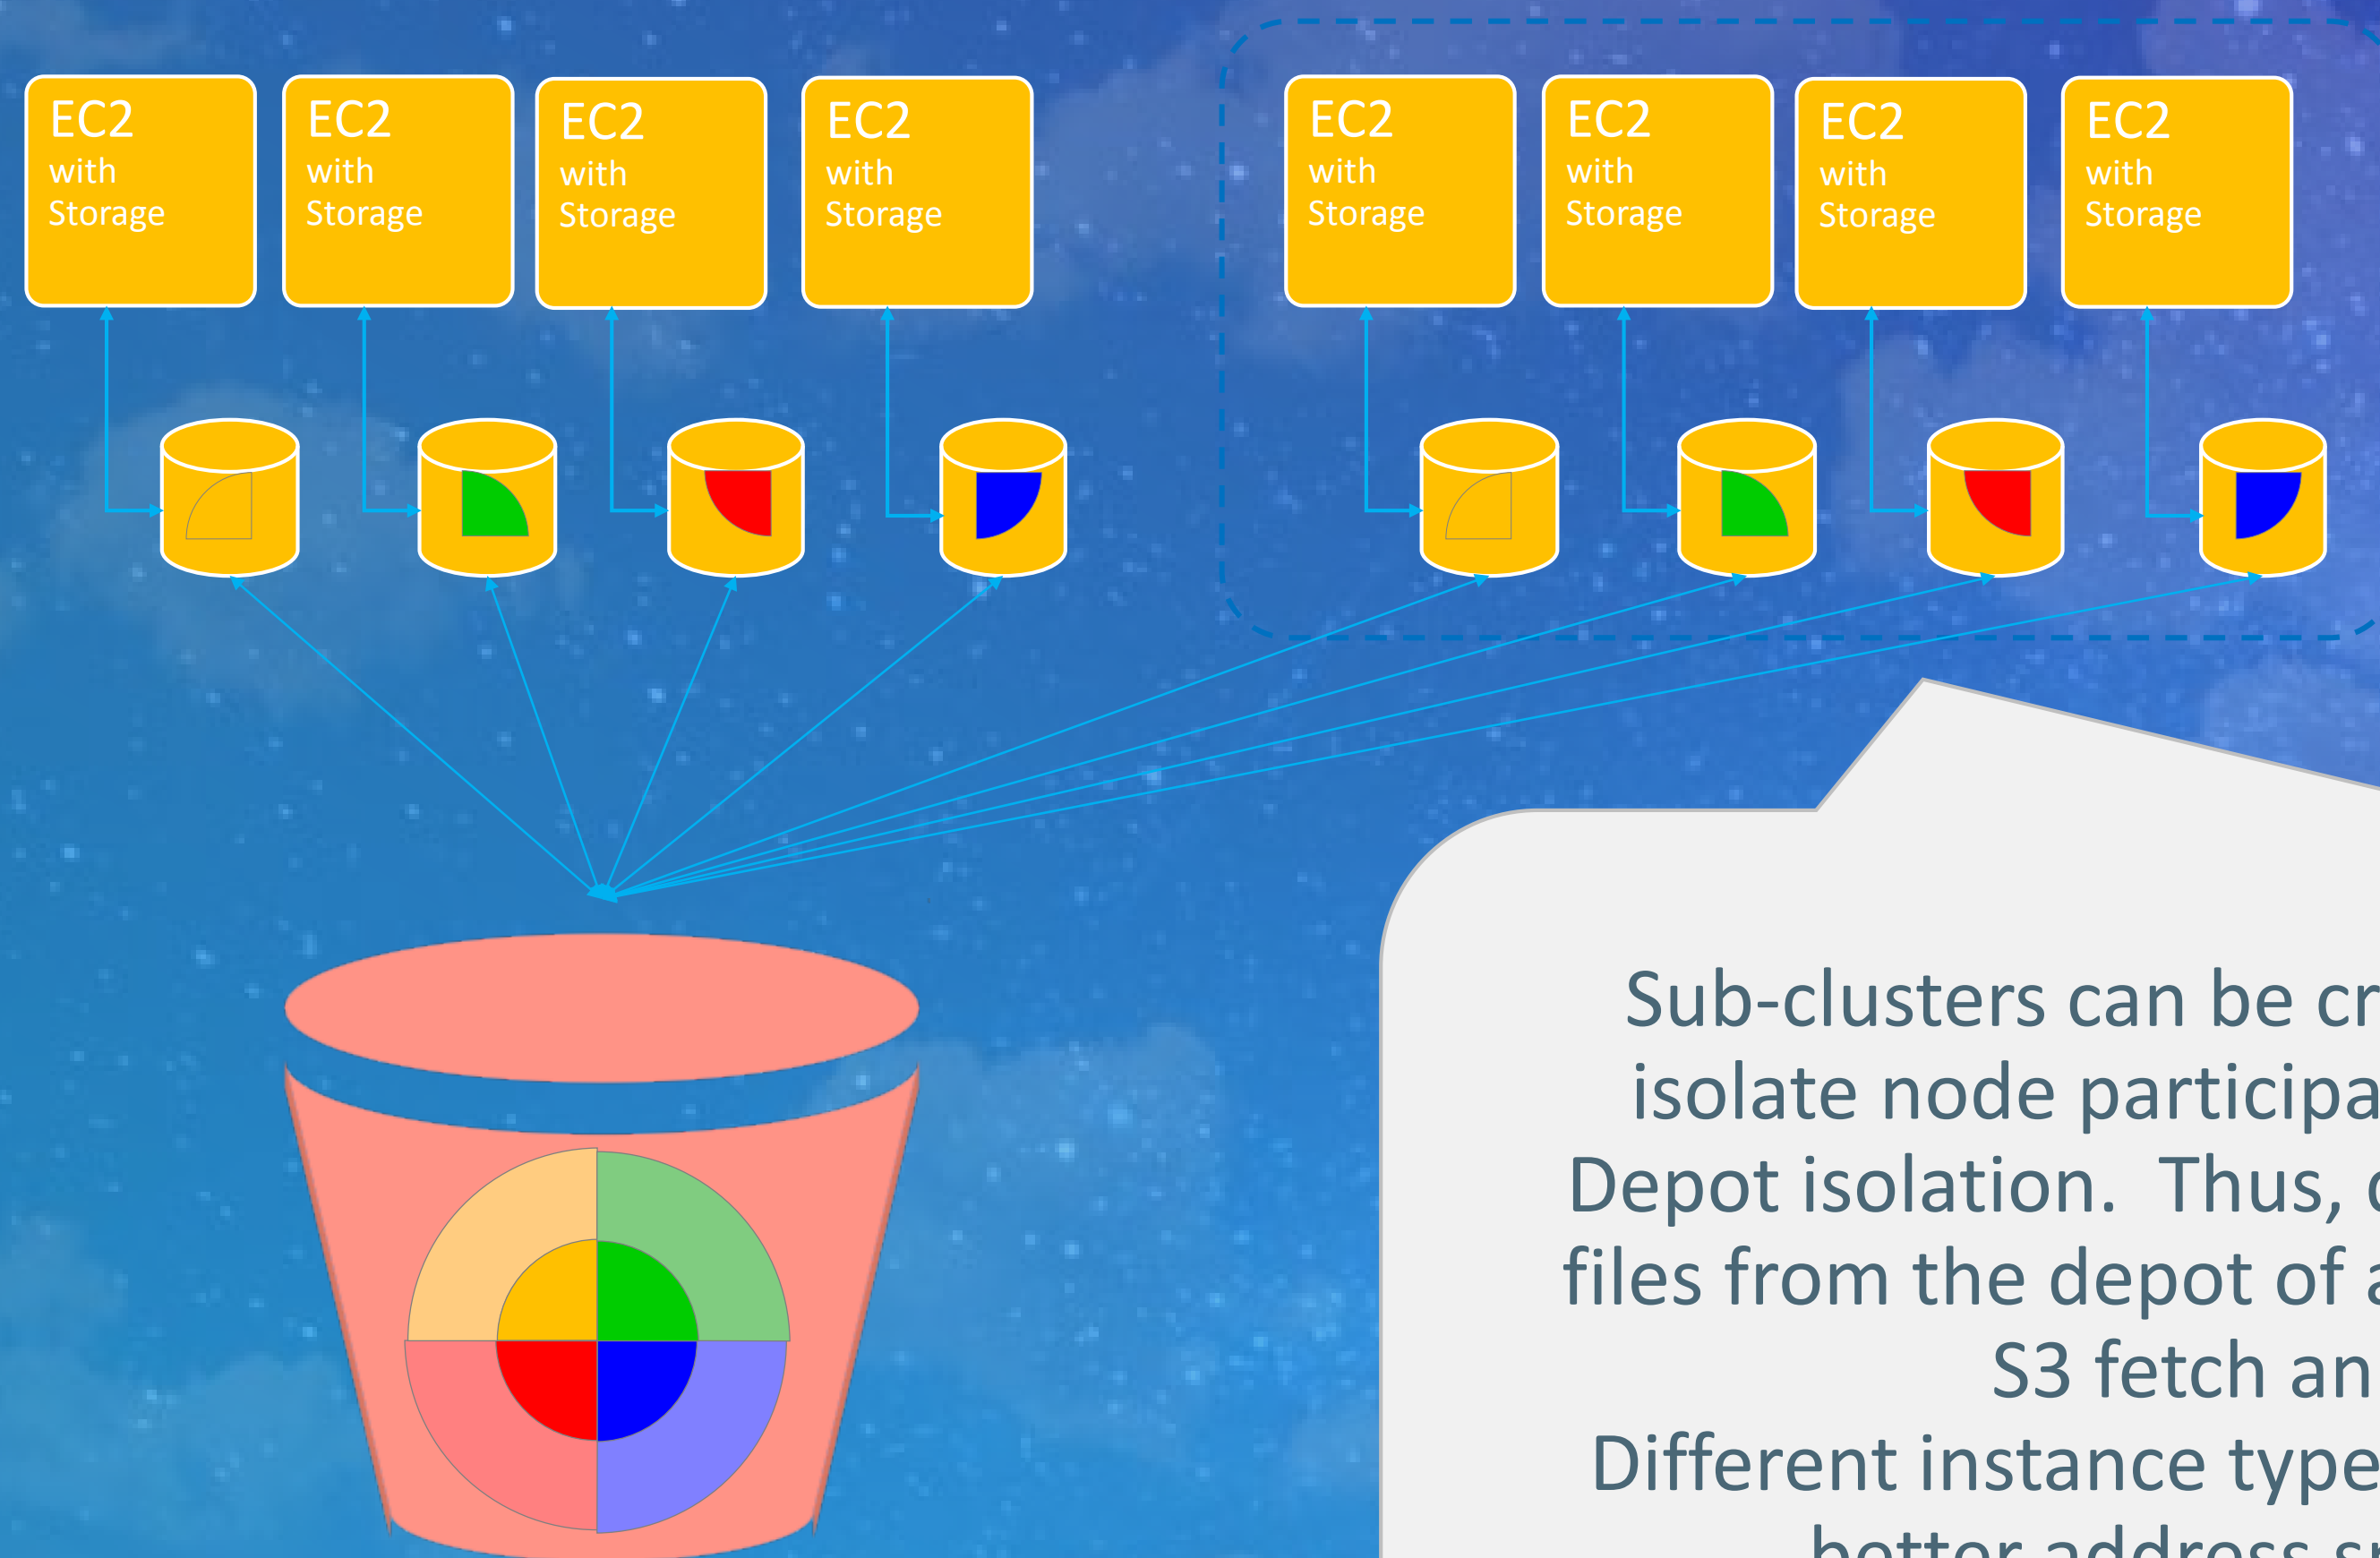 EC2
with
Storage
EC2
with
Storage
EC2
with
Storage
EC2
with
Storage
EC2
with
Storage
EC2
with
Storage
EC2
with
Storage
EC2
with
Storage
Sub-clusters can be cr
isolate node participa
Depot isolation.  Thus,
files from the depot of a
S3 fetch an
Different instance type
better address